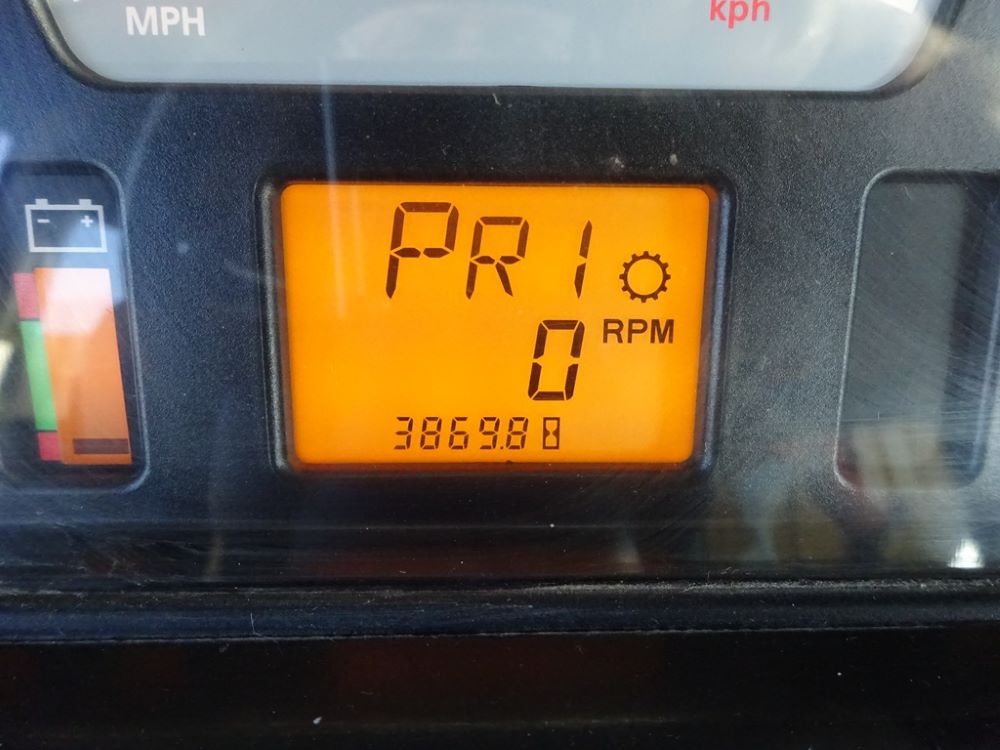 MPH kph
- +
PR1
0 RPM
3869.8